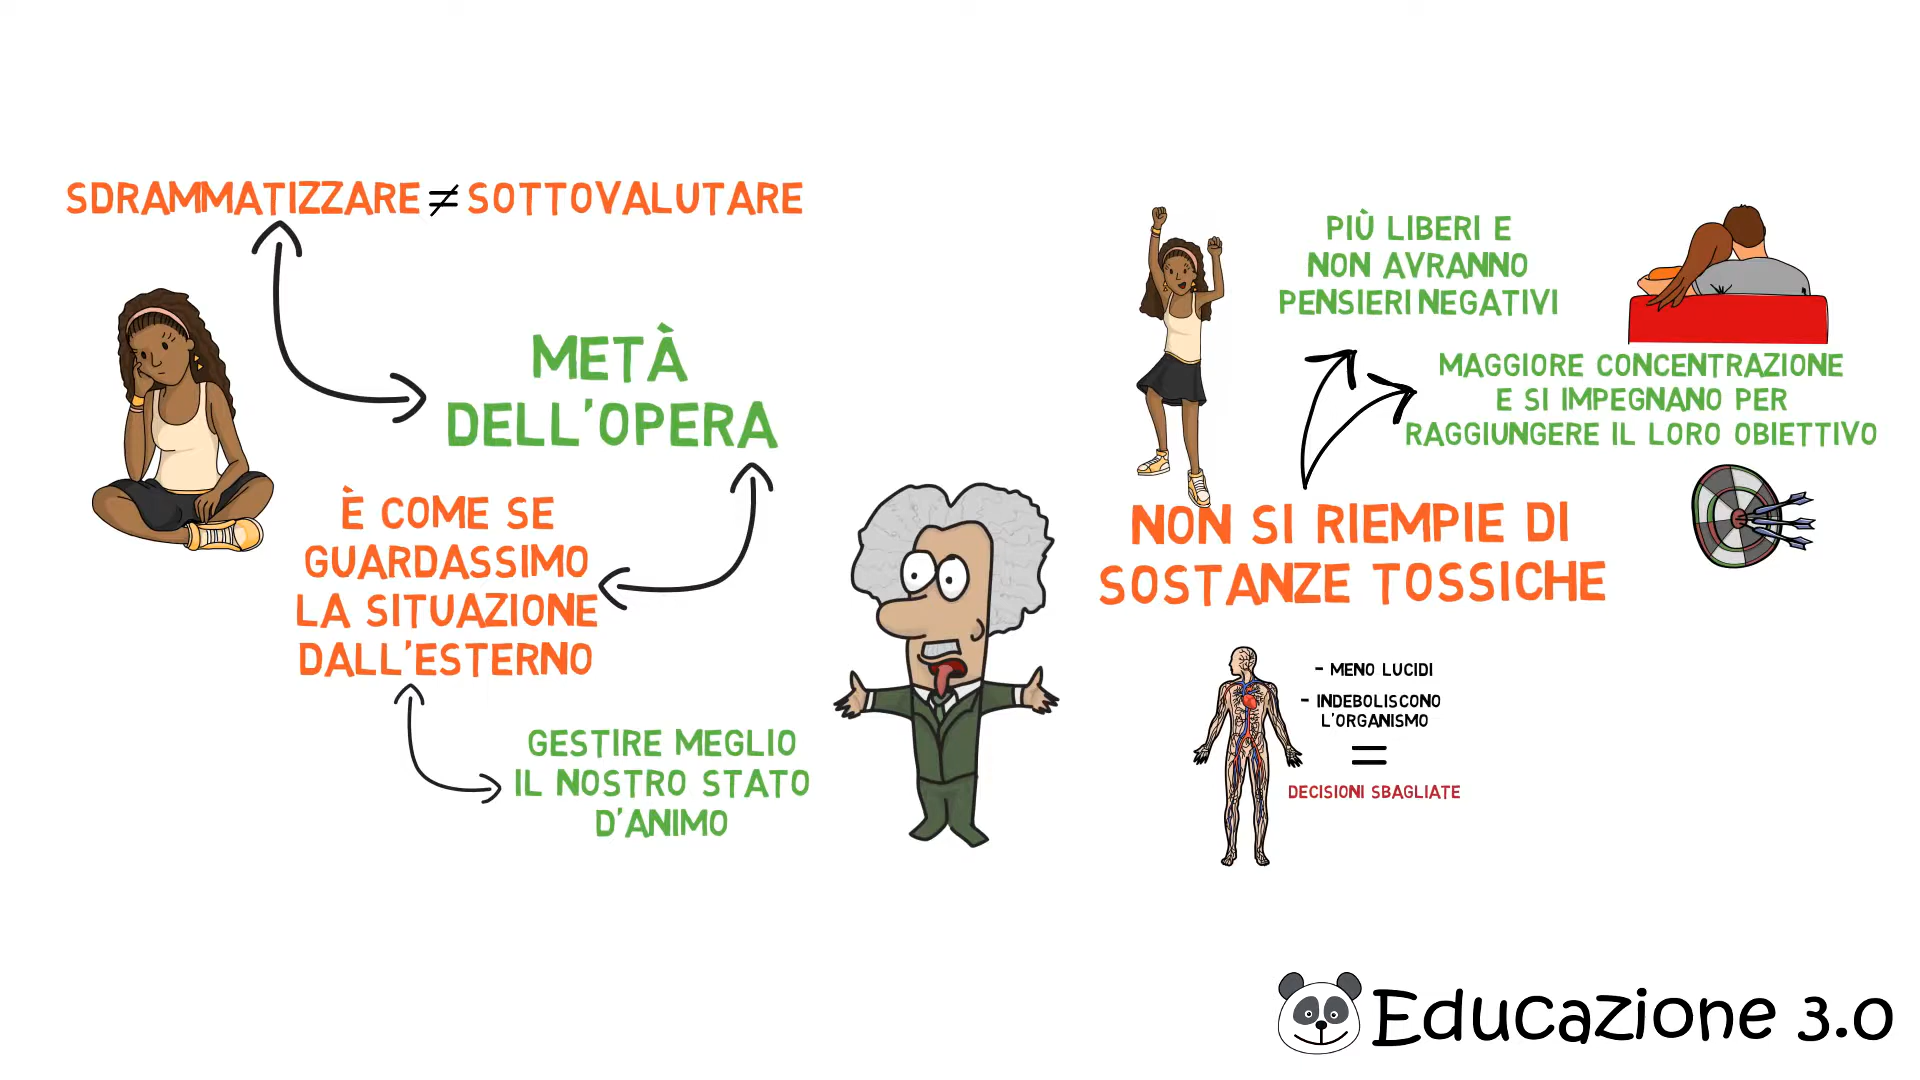 SDRAMMATIZZARE ≠ SOTTOVALUTARE
METÀ
DELL'OPERA
È COME SE
GUARDASSIMO
LA SITUAZIONE
DALL'ESTERNO
GESTIRE MEGLIO
IL NOSTRO STATO
D'ANIMO
PIÙ LIBERI E
NON AVRANNO
PENSIERI NEGATIVI
MAGGIORE CONCENTRAZIONE
E SI IMPEGNANO PER
RAGGIUNGERE IL LORO OBIETTIVO
NON SI RIEMPIE DI
SOSTANZE TOSSICHE
- MENO LUCIDI
- INDEBOLISCONO
L'ORGANISMO
=
DECISIONI SBAGLIATE
Educazione 3.0